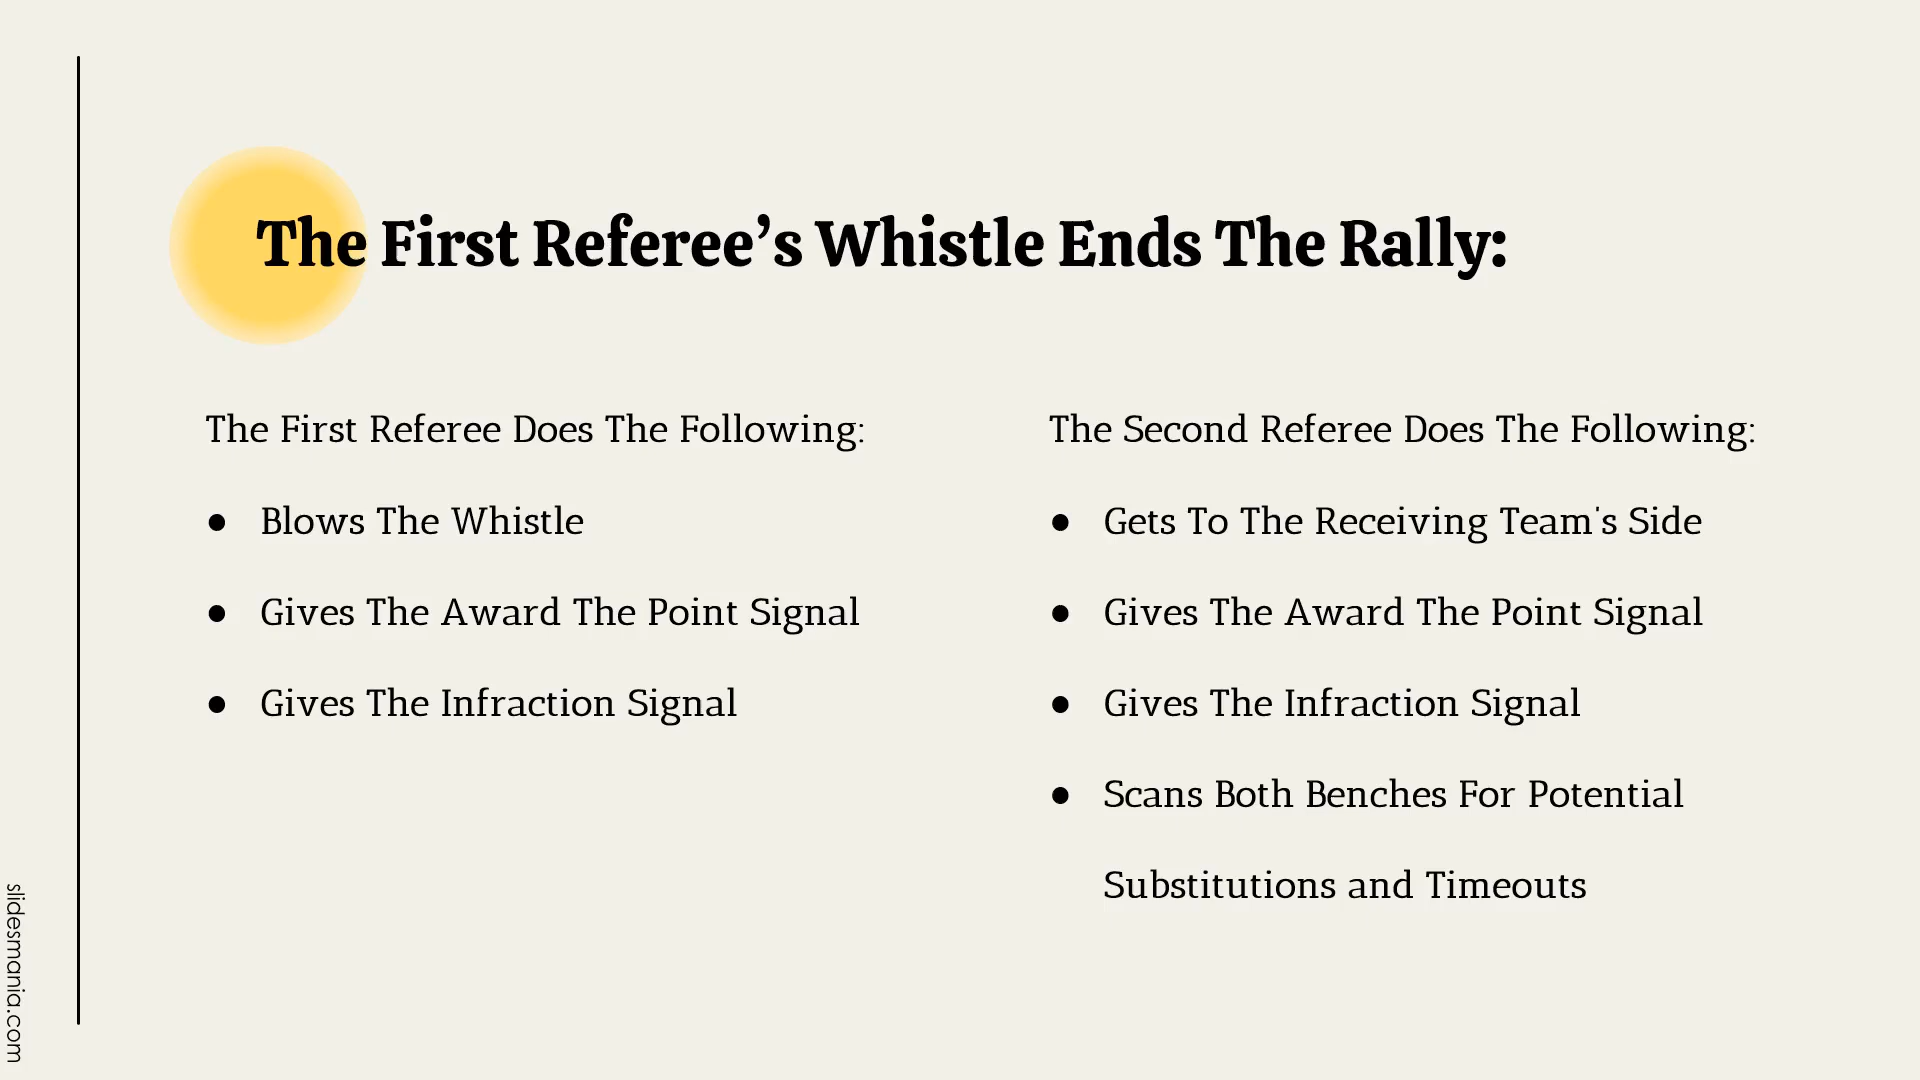 The First Referee’s Whistle Ends The Rally:
The First Referee Does The Following:
● Blows The Whistle
● Gives The Award The Point Signal
● Gives The Infraction Signal
The Second Referee Does The Following:
● Gets To The Receiving Team's Side
● Gives The Award The Point Signal
● Gives The Infraction Signal
● Scans Both Benches For Potential
Substitutions and Timeouts
slidesmania.com